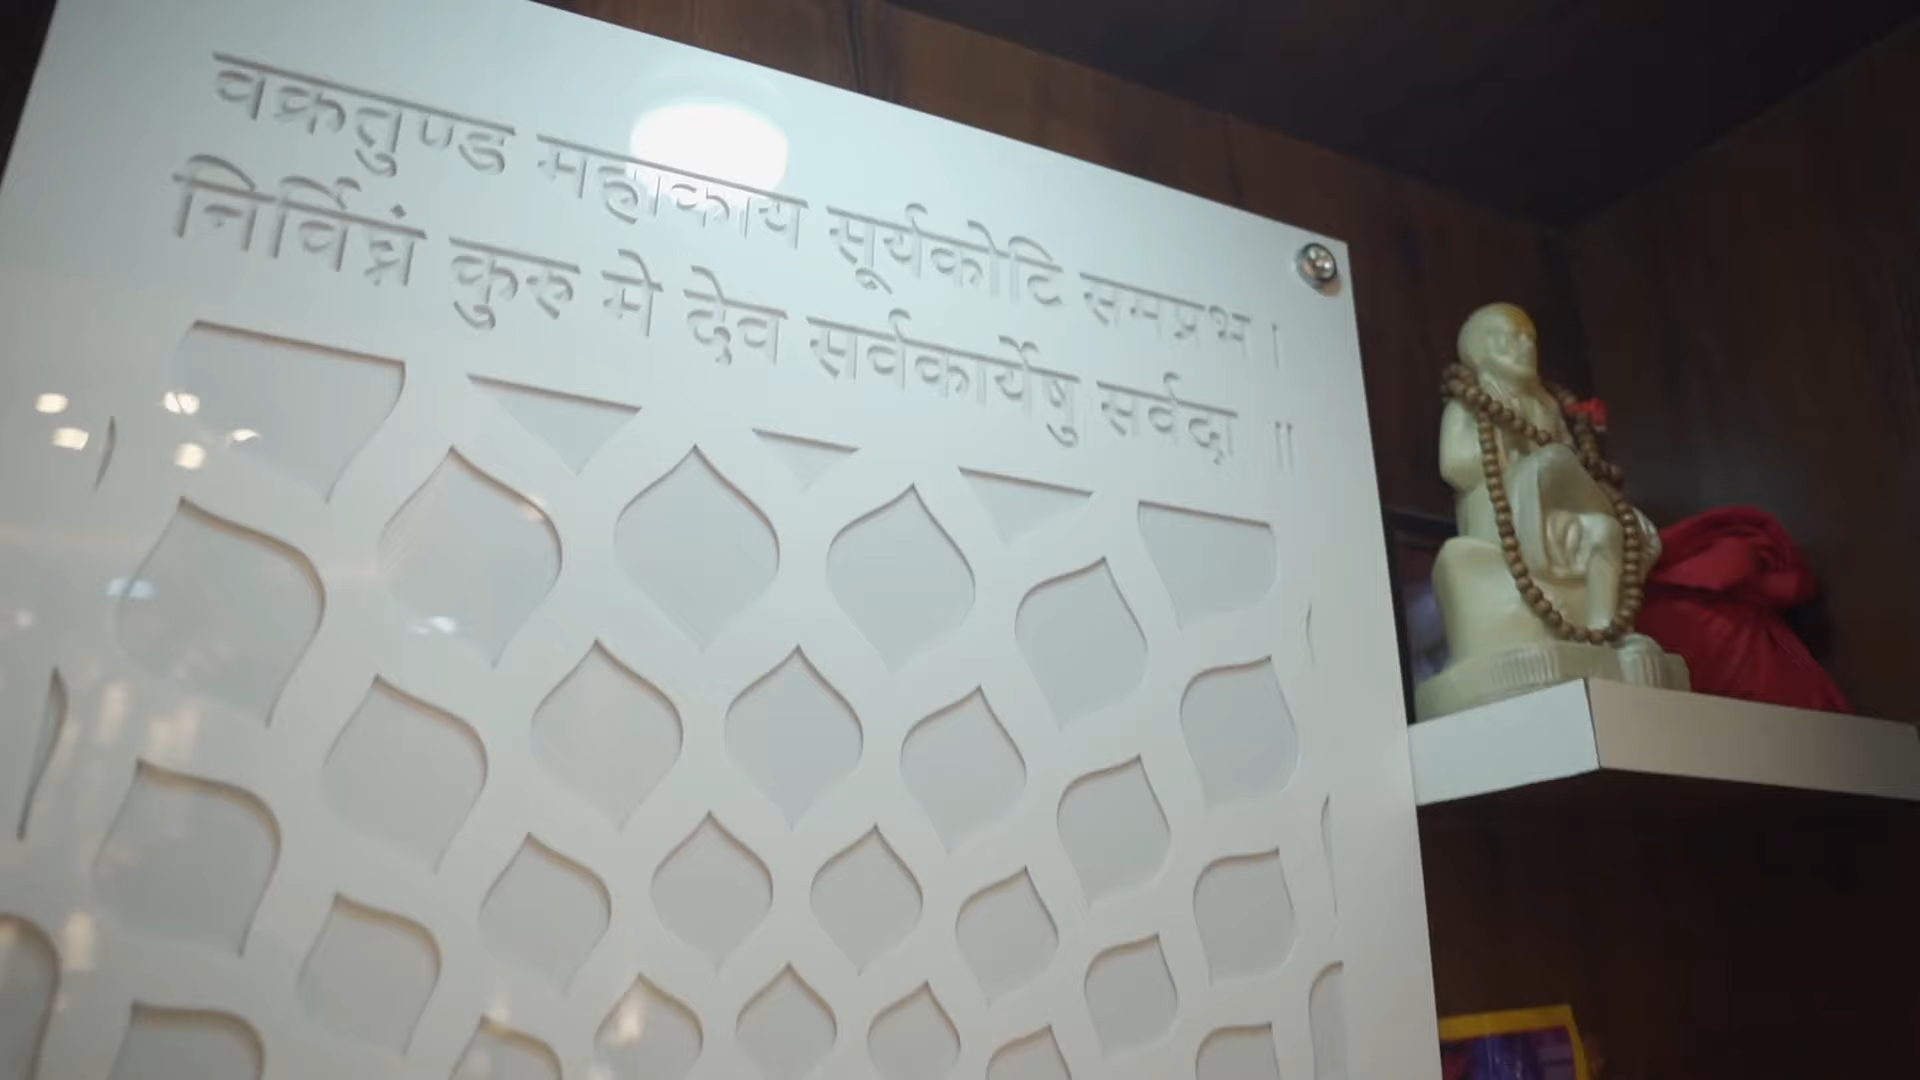 वक्रतुण्ड महाकाय सूर्यकोटि समप्रभ ।
निर्विघ्नं कुरु मे देव सर्वकार्येषु सर्वदा ॥